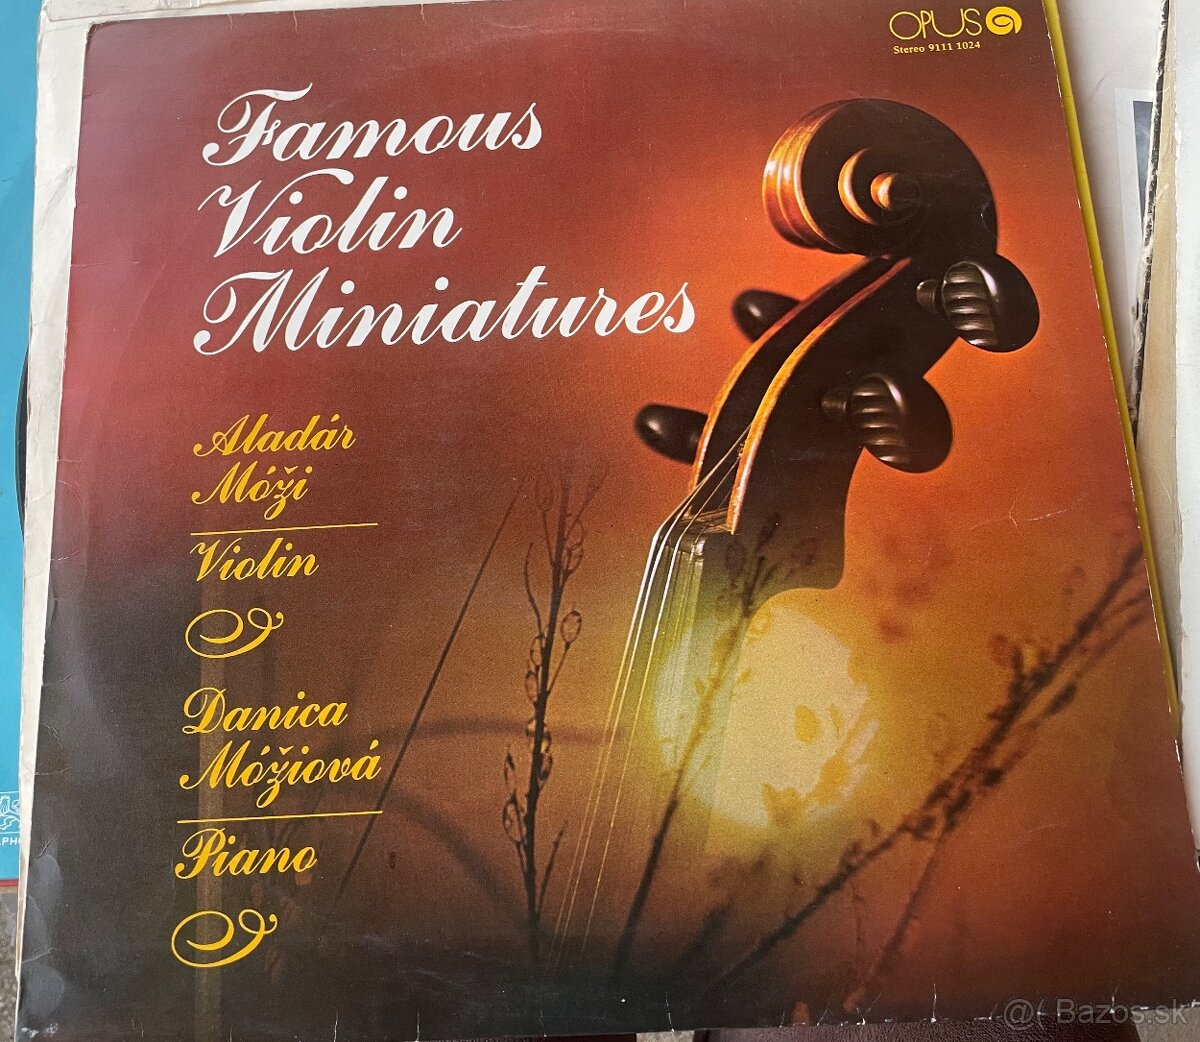 OPUS
Stereo 9111 1024
Famous
Violin
Miniatures
Aladár
Móži
Violin
Danica
Móžiová
Piano
@( Bazos.sk